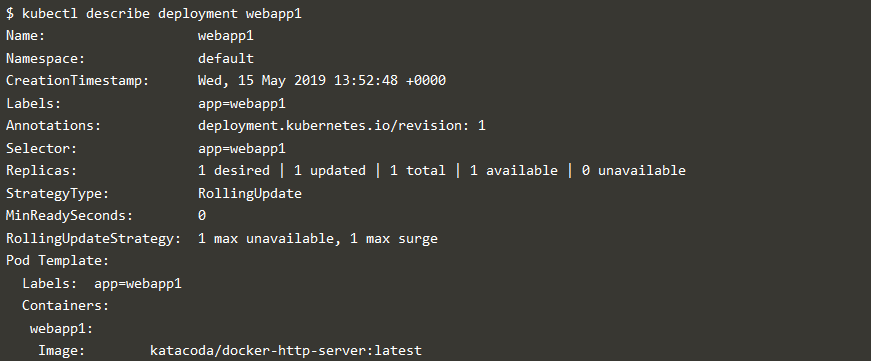 $ kubectl describe deployment webapp1
Name:                   webapp1
Namespace:              default
CreationTimestamp:      Wed, 15 May 2019 13:52:48 +0000
Labels:                 app=webapp1
Annotations:            deployment.kubernetes.io/revision: 1
Selector:               app=webapp1
Replicas:               1 desired | 1 updated | 1 total | 1 available | 0 unavailable
StrategyType:           RollingUpdate
MinReadySeconds:        0
RollingUpdateStrategy:  1 max unavailable, 1 max surge
Pod Template:
  Labels:  app=webapp1
  Containers:
   webapp1:
    Image:        katacoda/docker-http-server:latest